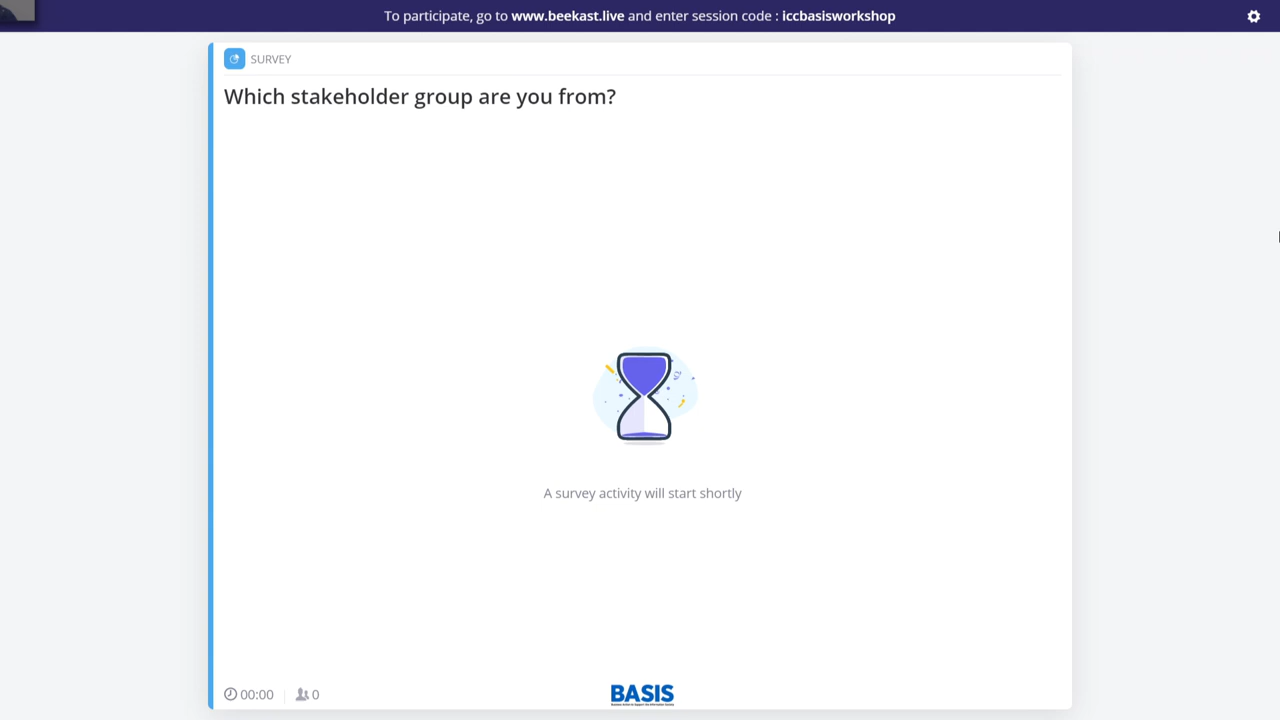 To participate, go to www.beekast.live and enter session code : iccbasisworkshop
SURVEY
Which stakeholder group are you from?
A survey activity will start shortly
00:00
0
BASIS